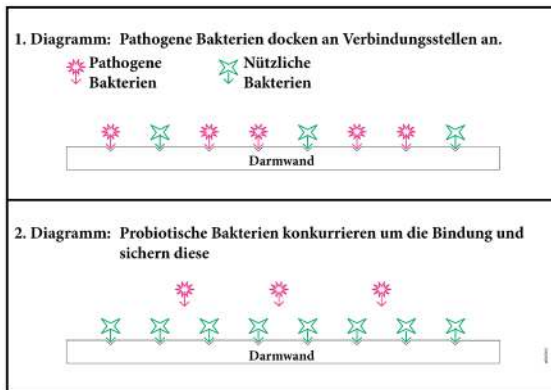 1. Diagramm: Pathogene Bakterien docken an Verbindungsstellen an.
Pathogene Bakterien
Nützliche Bakterien
Darmwand
2. Diagramm: Probiotische Bakterien konkurrieren um die Bindung und
sichern diese
Darmwand